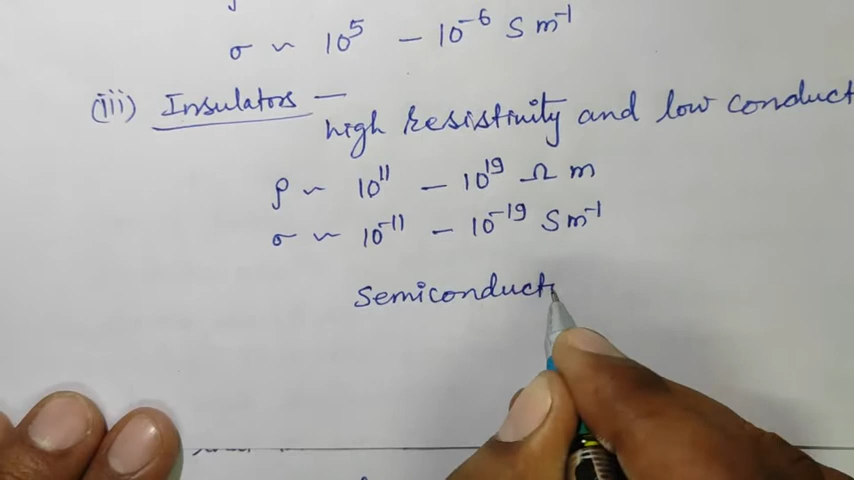 σ ~ 10⁵ – 10⁻⁶ S m⁻¹
(iii) Insulators –
high resistivity and low conduct
ρ ~ 10¹¹ – 10¹⁹ Ω m
σ ~ 10⁻¹¹ – 10⁻¹⁹ S m⁻¹
Semiconduct